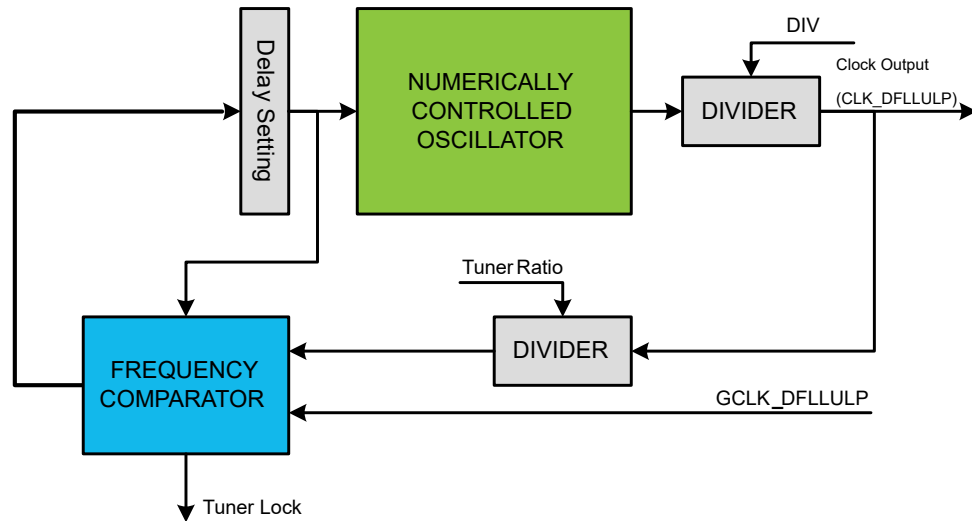 DIV
Clock Output
(CLK_DFLLULP)
Delay Setting
NUMERICALLY
CONTROLLED
OSCILLATOR
DIVIDER
Tuner Ratio
DIVIDER
FREQUENCY
COMPARATOR
GCLK_DFLLULP
Tuner Lock